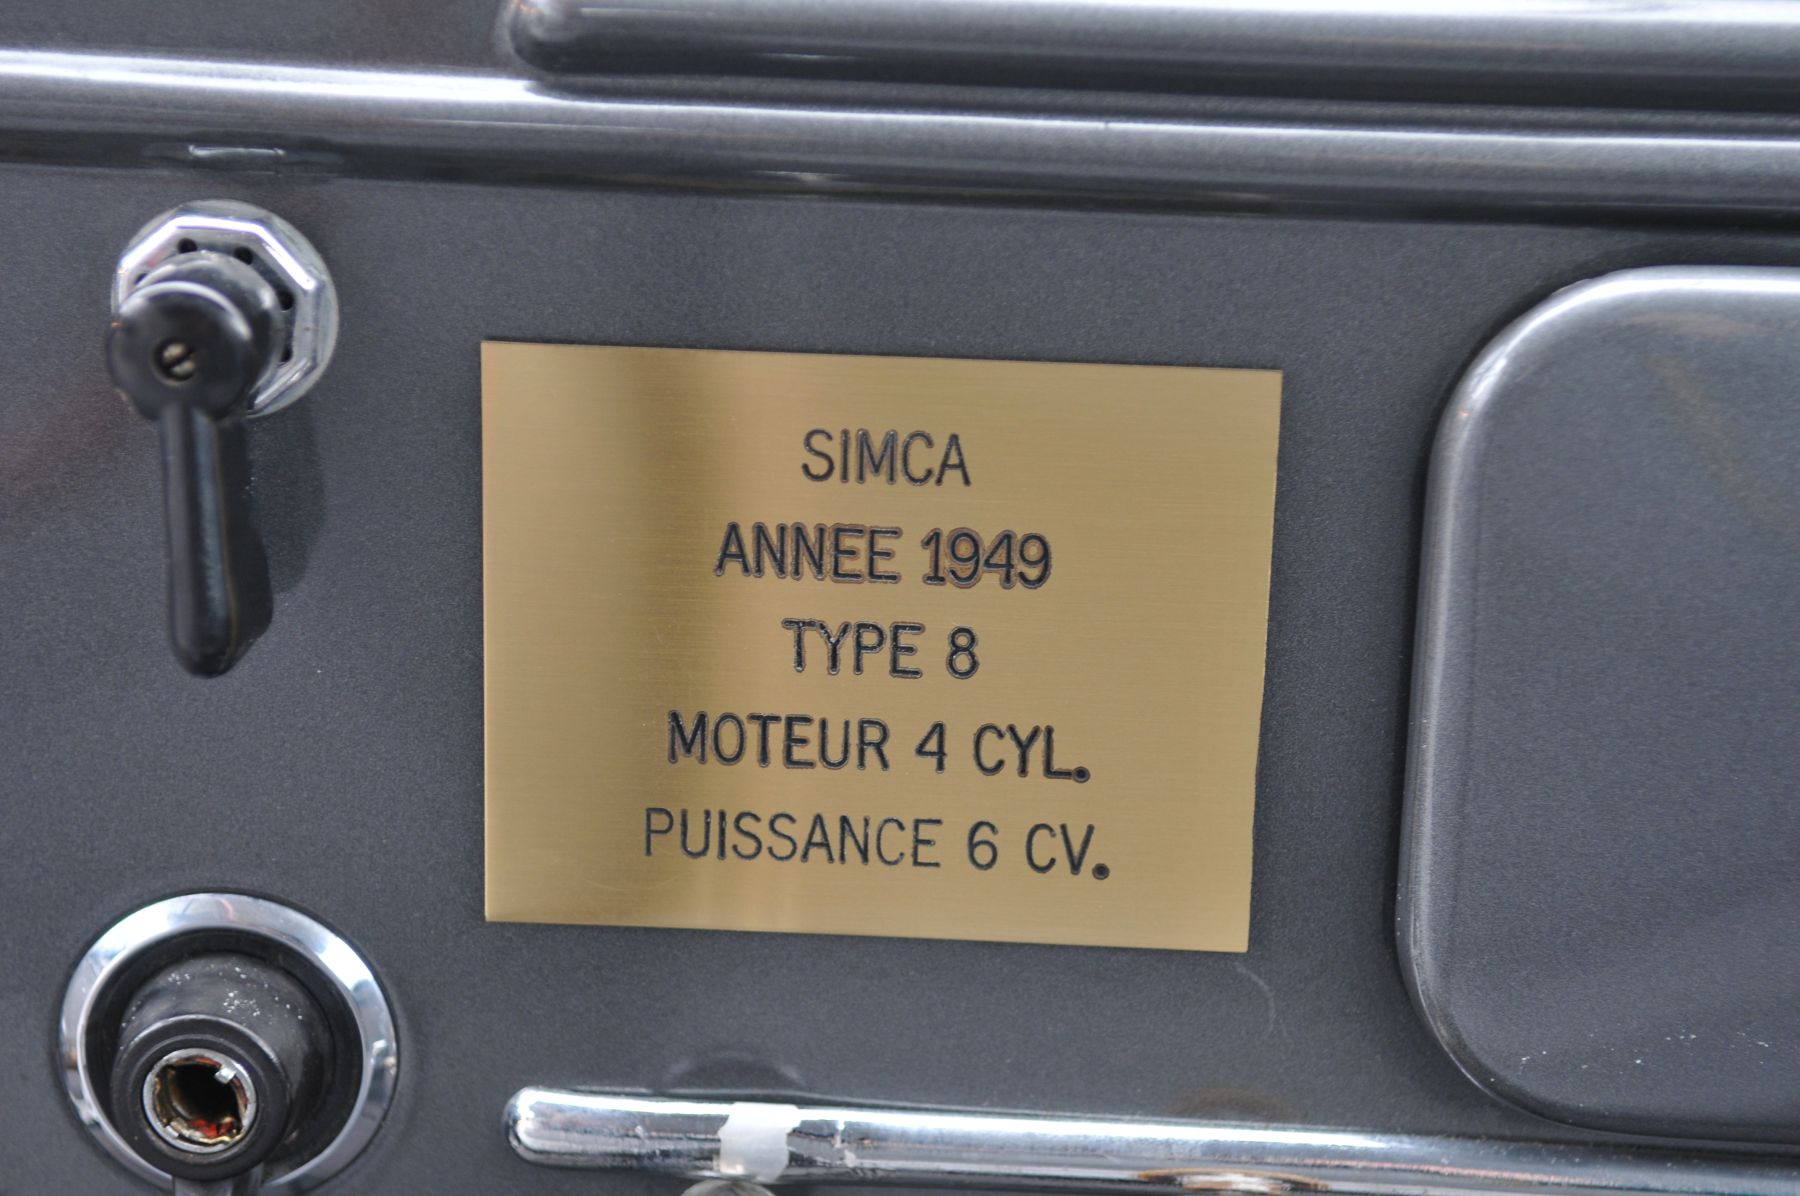 SIMCA
ANNEE 1949
TYPE 8
MOTEUR 4 CYL.
PUISSANCE 6 CV.